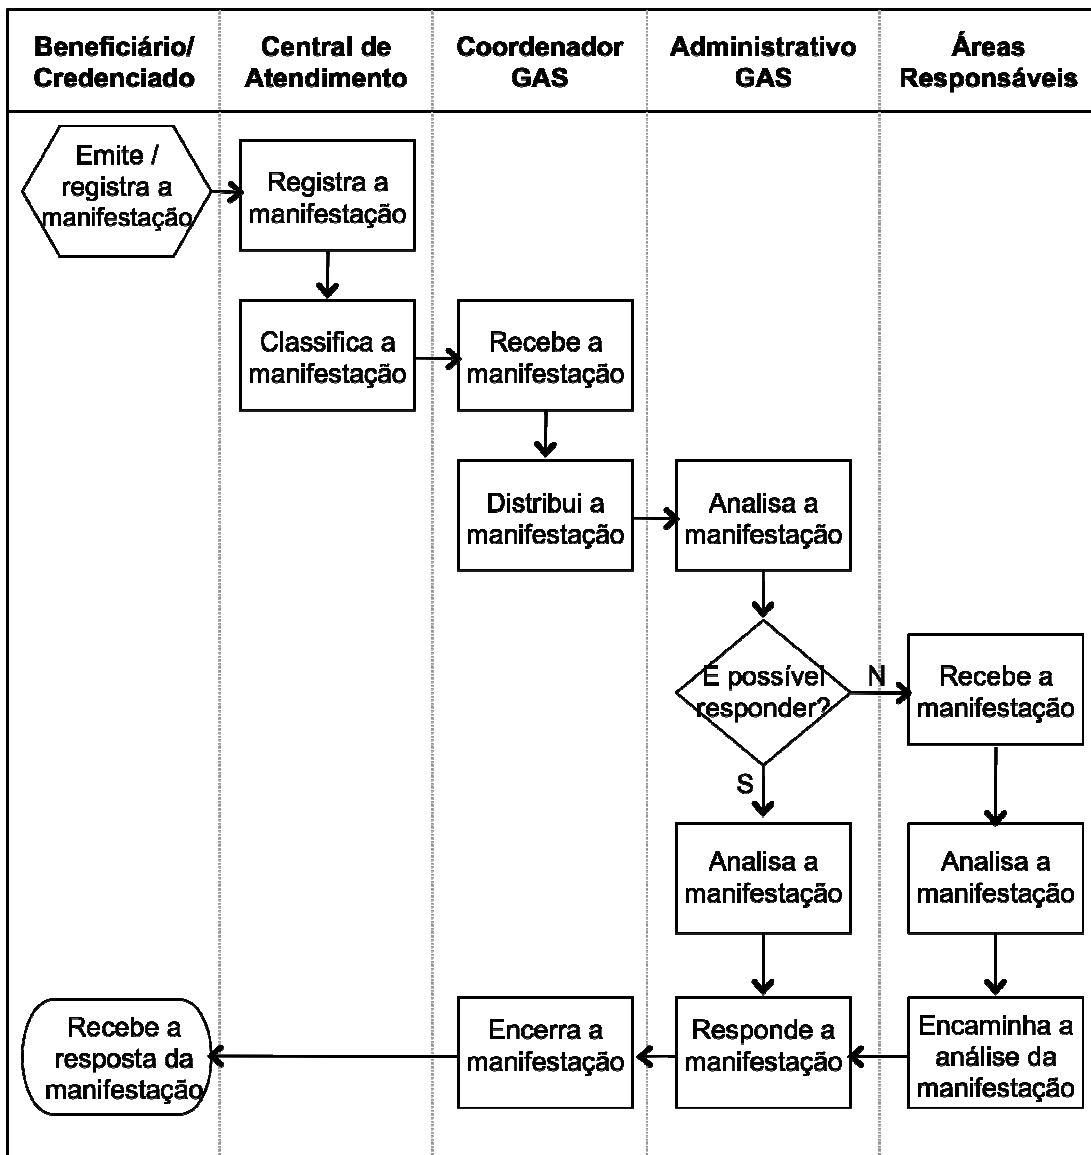 Beneficiário/
Credenciado
Central de
Atendimento
Coordenador
GAS
Administrativo
GAS
Áreas
Responsáveis
Emite /
registra a
manifestação
Registra a
manifestação
Classifica a
manifestação
Recebe a
manifestação
Distribui a
manifestação
Analisa a
manifestação
E possível
responder?
N
Recebe a
manifestação
S
Analisa a
manifestação
Analisa a
manifestação
Recebe a
resposta da
manifestação
Encerra a
manifestação
Responde a
manifestação
Encaminha a
análise da
manifestação